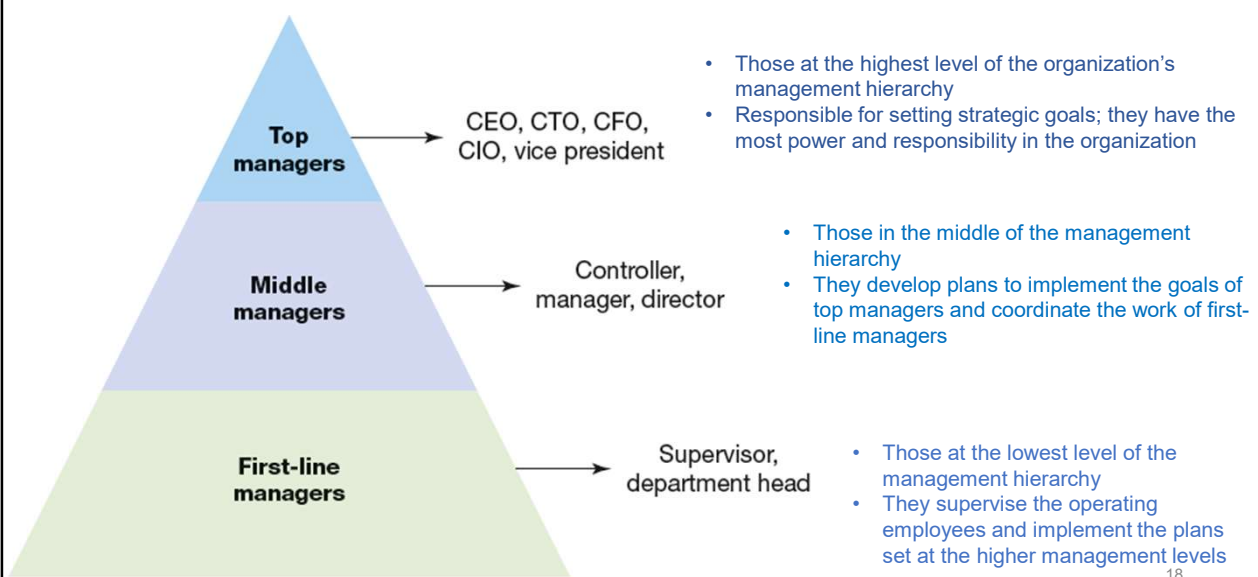 Top
managers
CEO, CTO, CFO,
CIO, vice president
• Those at the highest level of the organization’s
management hierarchy
• Responsible for setting strategic goals; they have the
most power and responsibility in the organization
Middle
managers
Controller,
manager, director
• Those in the middle of the management
hierarchy
• They develop plans to implement the goals of
top managers and coordinate the work of first-
line managers
First-line
managers
Supervisor,
department head
• Those at the lowest level of the
management hierarchy
• They supervise the operating
employees and implement the plans
set at the higher management levels
18